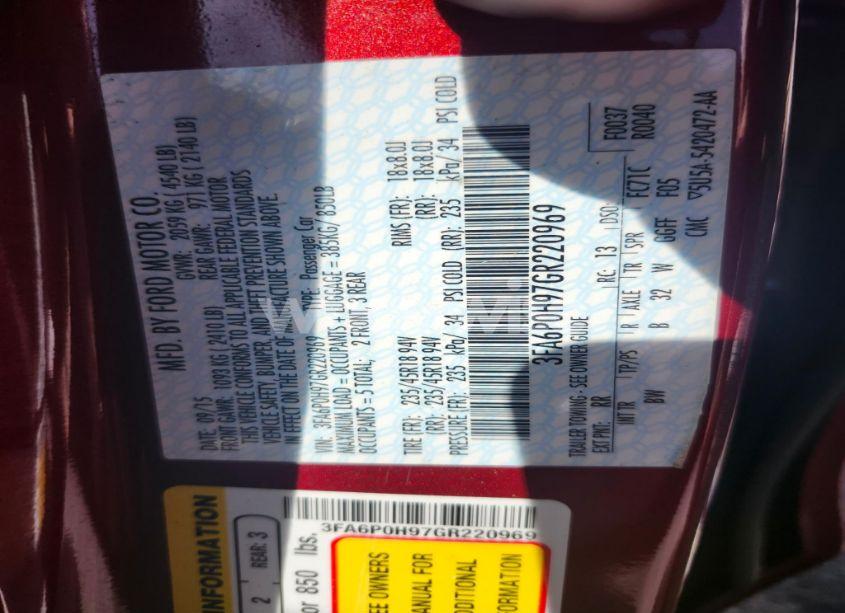 MFD. BY FORD MOTOR CO.
DATE: 09/15 GVWR: 2059 KG ( 4540 LB)
FRONT GAWR: 1093 KG ( 2410 LB) REAR GAWR: 971 KG ( 2140 LB)
THIS VEHICLE CONFORMS TO ALL APPLICABLE FEDERAL MOTOR
VEHICLE SAFETY, BUMPER, AND THEFT PREVENTION STANDARDS
IN EFFECT ON THE DATE OF MANUFACTURE SHOWN ABOVE.
VIN: 3FA6P0H97GR220969 TYPE: Passenger Car
MAXIMUM LOAD = OCCUPANTS + LUGGAGE = 385KG/ 850LB
OCCUPANTS = 5 TOTAL; 2 FRONT, 3 REAR
TIRE (FR): 235/45R18 94V RIMS (FR): 18x8.0J
(RR): 235/45R18 94V (RR): 18x8.0J
PRESSURE (FR): 235 kPa/ 34 PSI COLD (RR): 235 kPa/ 34 PSI COLD
3FA6P0H97GR220969
TRAILER TOWING - SEE OWNER GUIDE
EXT PNT: RR RC: 13 DSO: F0037
R0040
INT TR TP/PS R AXLE TR SPR FC71C
BW B 32 W GGFF F05
CMC V5U5A-5420472-AA
INFORMATION
2 REAR: 3
or 850 lbs.
3FA6P0H97GR220969
SEE OWNERS
MANUAL FOR
ADDITIONAL
INFORMATION